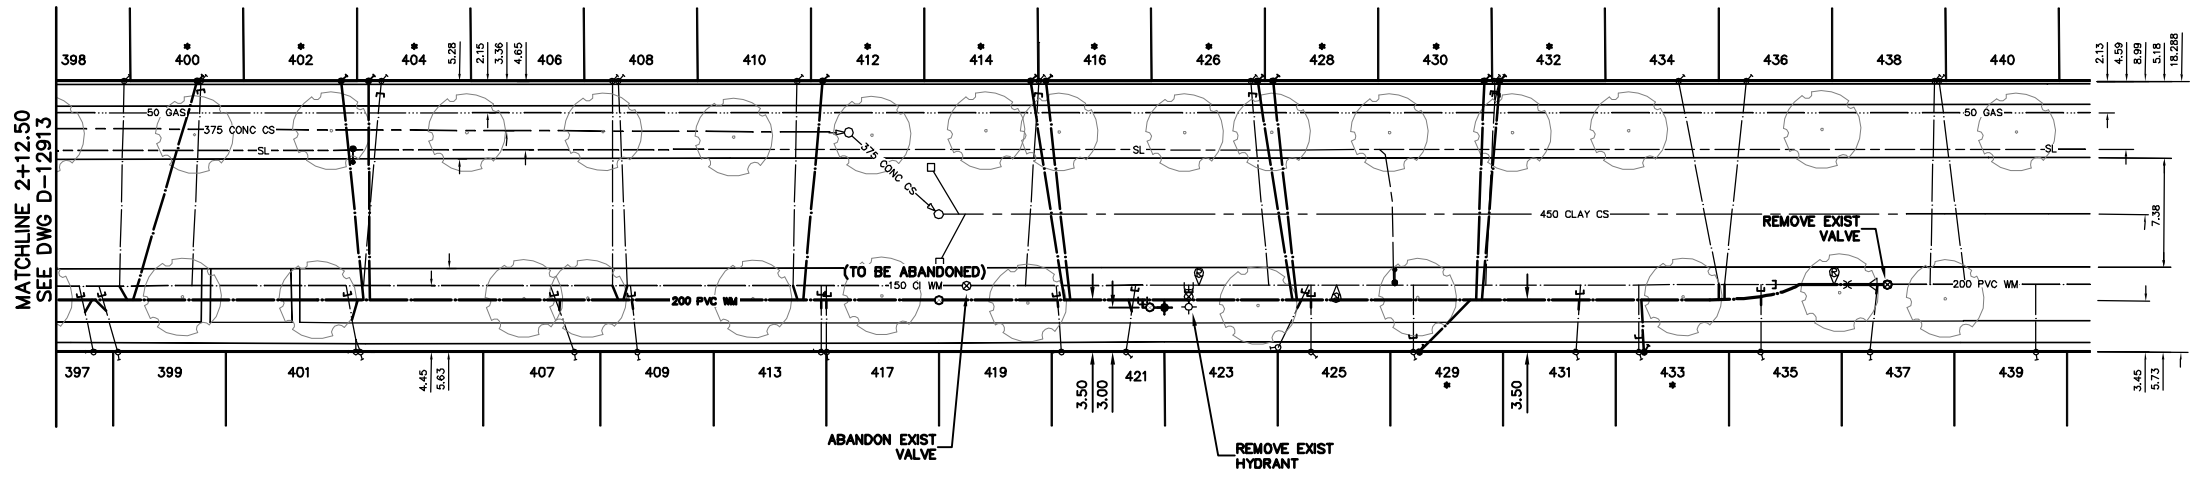 * * * * * * * * *
398 400 402 404 406 408 410 412 414 416 426 428 430 432 434 436 438 440
5.28
2.15
3.36
4.65
2.13
4.59
8.99
5.18
18.288
MATCHLINE 2+12.50
SEE DWG D-12913
50 GAS
50 GAS
375 CONC CS
SL
SL
SL
375 CONC CS
450 CLAY CS
7.38
REMOVE EXIST
VALVE
(TO BE ABANDONED)
150 CI WM
200 PVC WM
200 PVC WM
397 399 401 407 409 413 417 419 421 423 425 429 431 433 435 437 439
* *
4.45
5.63
3.50
3.00
3.50
3.45
5.73
ABANDON EXIST
VALVE
REMOVE EXIST
HYDRANT